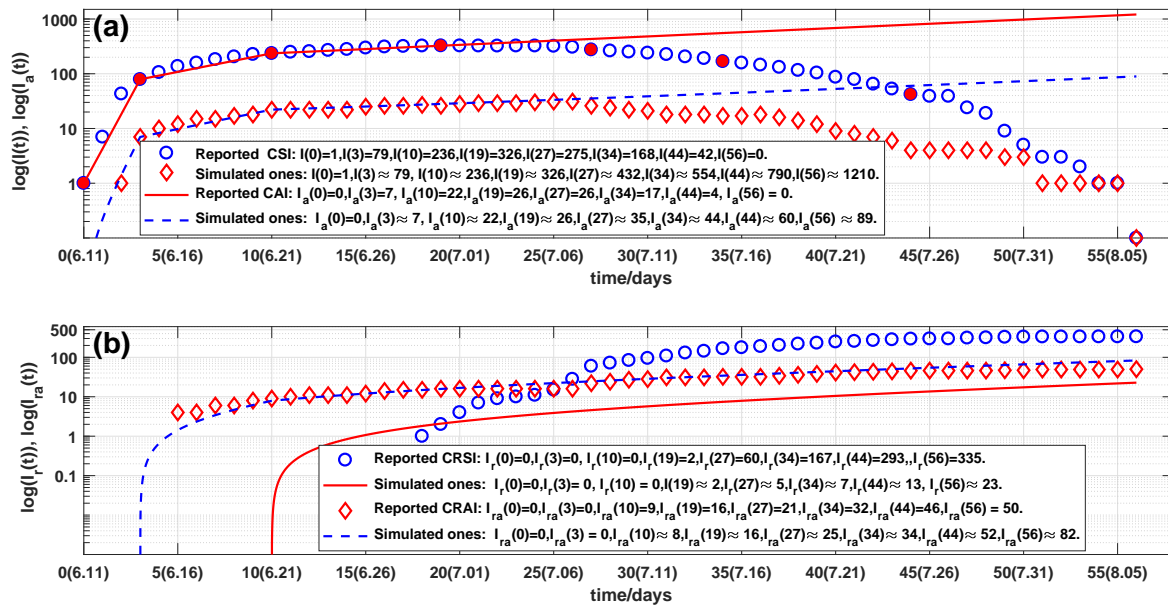 (a)
log(I(t)), log(I_a(t))
1000
100
10
1
Reported CSI: I(0)=1,I(3)=79,I(10)=236,I(19)=326,I(27)=275,I(34)=168,I(44)=42,I(56)=0.
Simulated ones: I(0)=1,I(3)≈ 79, I(10)≈ 236,I(19)≈ 326,I(27)≈ 432,I(34)≈ 554,I(44)≈ 790,I(56)≈ 1210.
Reported CAI: I_a(0)=0,I_a(3)=7, I_a(10)=22,I_a(19)=26,I_a(27)=26,I_a(34)=17,I_a(44)=4, I_a(56) = 0.
Simulated ones: I_a(0)=0,I_a(3)≈ 7, I_a(10)≈ 22,I_a(19)≈ 26,I_a(27)≈ 35,I_a(34)≈ 44,I_a(44)≈ 60,I_a(56) ≈ 89.
0(6.11) 5(6.16) 10(6.21) 15(6.26) 20(7.01) 25(7.06) 30(7.11) 35(7.16) 40(7.21) 45(7.26) 50(7.31) 55(8.05)
time/days
(b)
log(I_r(t)), log(I_ra(t))
500
100
10
1
0.1
Reported CRSI: I_r(0)=0,I_r(3)=0, I_r(10)=0,I_r(19)=2,I_r(27)=60,I_r(34)=167,I_r(44)=293,,I_r(56)=335.
Simulated ones: I_r(0)=0,I_r(3)= 0, I_r(10) = 0,I(19)≈ 2,I_r(27)≈ 5,I_r(34)≈ 7,I_r(44)≈ 13, I_r(56)≈ 23.
Reported CRAI: I_ra(0)=0,I_ra(3)=0,I_ra(10)=9,I_ra(19)=16,I_ra(27)=21,I_ra(34)=32,I_ra(44)=46,I_ra(56) = 50.
Simulated ones: I_ra(0)=0,I_ra(3) = 0,I_ra(10)≈ 8,I_ra(19)≈ 16,I_ra(27)≈ 25,I_ra(34)≈ 34,I_ra(44)≈ 52,I_ra(56)≈ 82.
0(6.11) 5(6.16) 10(6.21) 15(6.26) 20(7.01) 25(7.06) 30(7.11) 35(7.16) 40(7.21) 45(7.26) 50(7.31) 55(8.05)
time/days